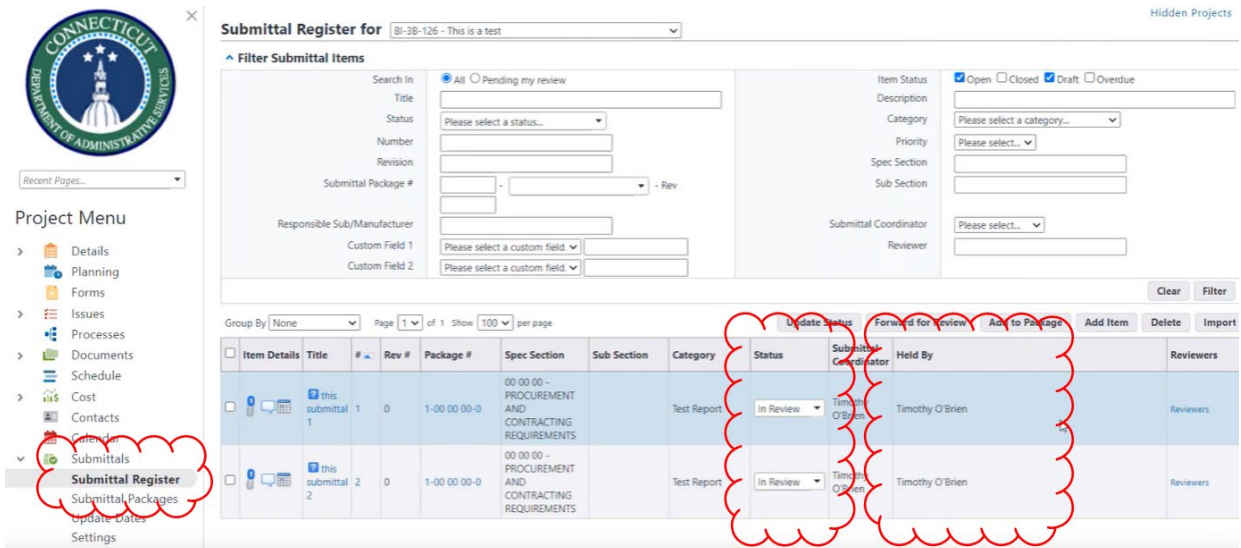 Hidden Projects
CONNECTICUT
DEPARTMENT OF ADMINISTRATIVE SERVICES
Recent Pages...
Project Menu
Details
Planning
Forms
Issues
Processes
Documents
Schedule
Cost
Contacts
Calendar
Submittals
Submittal Register
Submittal Packages
Update Dates
Settings
Submittal Register for BI-3B-126 - This is a test
Filter Submittal Items
Search In All Pending my review Item Status Open Closed Draft Overdue
Title Description
Status Please select a status... Category Please select a category...
Number Priority Please select...
Revision Spec Section
Submittal Package # - - Rev Sub Section
Responsible Sub/Manufacturer Submittal Coordinator Please select...
Custom Field 1 Please select a custom field. Reviewer
Custom Field 2 Please select a custom field.
Clear Filter
Group By None Page 1 of 1 Show 100 per page Update Status Forward for Review Add to Package Add Item Delete Import
Item Details Title # Rev # Package # Spec Section Sub Section Category Status Submittal Coordinator Held By Reviewers
this submittal 1 1 0 1-00 00 00-0 00 00 00 - PROCUREMENT AND CONTRACTING REQUIREMENTS Test Report In Review Timothy O'Brien Timothy O'Brien Reviewers
this submittal 2 2 0 1-00 00 00-0 00 00 00 - PROCUREMENT AND CONTRACTING REQUIREMENTS Test Report In Review Timothy O'Brien Timothy O'Brien Reviewers